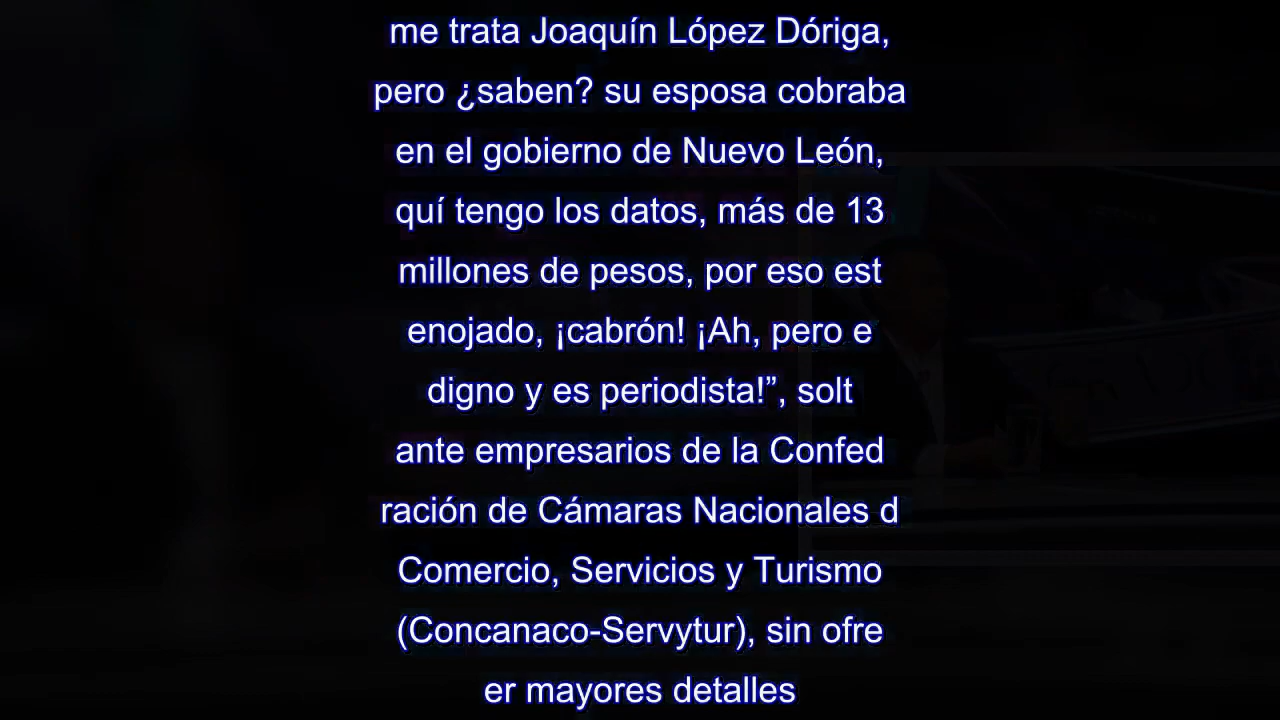 me trata Joaquín López Dóriga,
pero ¿saben? su esposa cobraba
en el gobierno de Nuevo León,
quí tengo los datos, más de 13
millones de pesos, por eso est
enojado, ¡cabrón! ¡Ah, pero e
digno y es periodista!”, solt
ante empresarios de la Confed
ración de Cámaras Nacionales d
Comercio, Servicios y Turismo
(Concanaco-Servytur), sin ofre
er mayores detalles